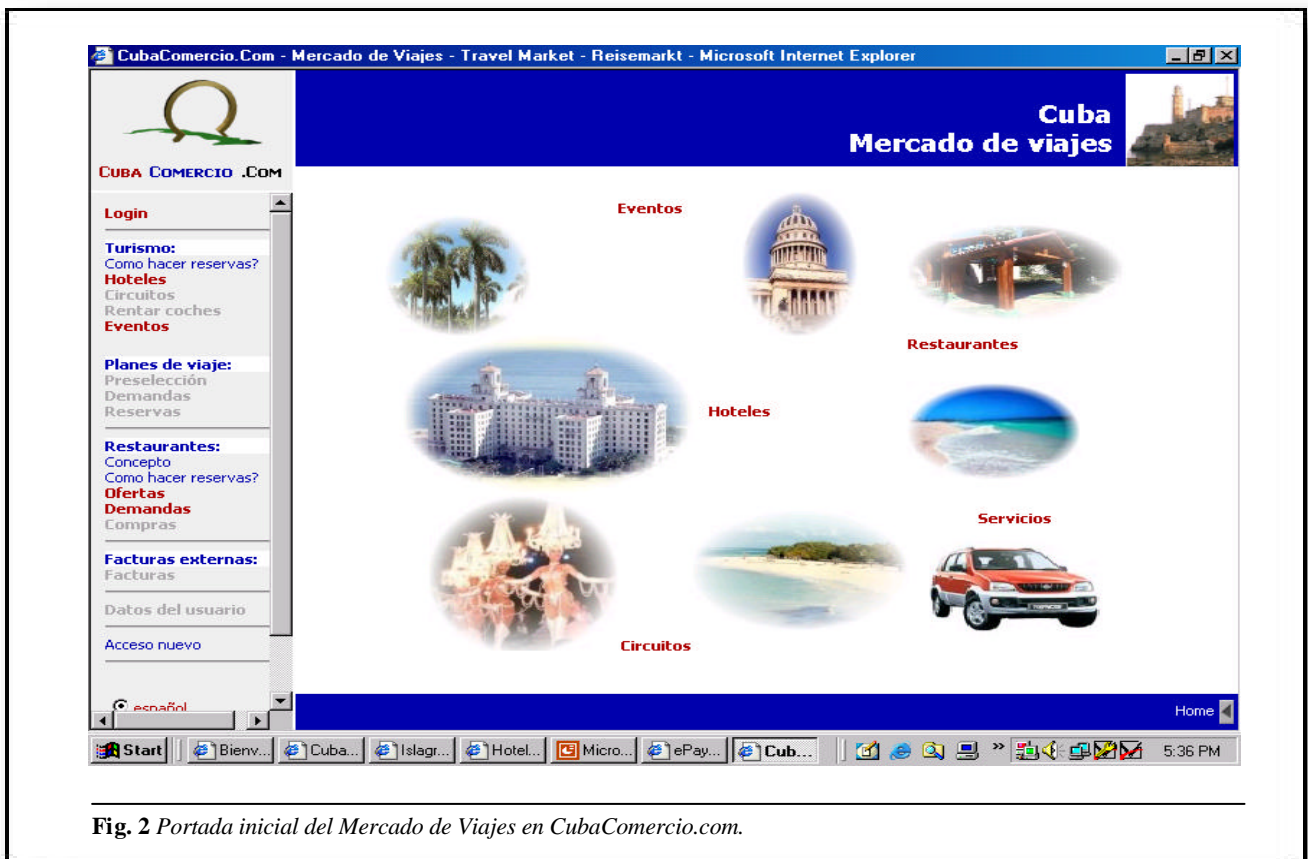 CubaComercio.Com - Mercado de Viajes - Travel Market - Reisemarkt - Microsoft Internet Explorer
CUBA COMERCIO .COM
Cuba
Mercado de viajes
Login
Turismo:
Como hacer reservas?
Hoteles
Circuitos
Rentar coches
Eventos
Planes de viaje:
Preselección
Demandas
Reservas
Restaurantes:
Concepto
Como hacer reservas?
Ofertas
Demandas
Compras
Facturas externas:
Facturas
Datos del usuario
Acceso nuevo
español
Eventos
Restaurantes
Hoteles
Servicios
Circuitos
Home
Start Bienv... Cuba... Islagr... Hotel... Micro... ePay... Cub... » 5:36 PM
Fig. 2 Portada inicial del Mercado de Viajes en CubaComercio.com.